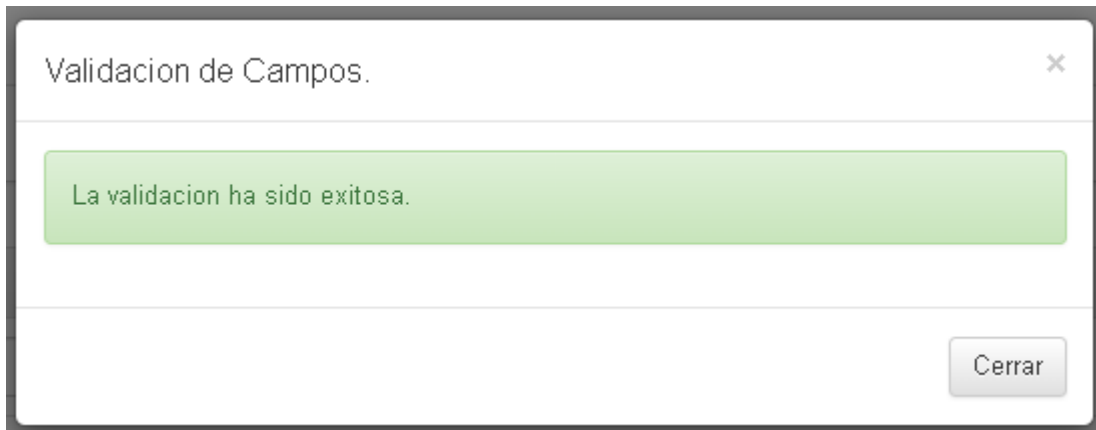 Validacion de Campos.
×
La validacion ha sido exitosa.
Cerrar